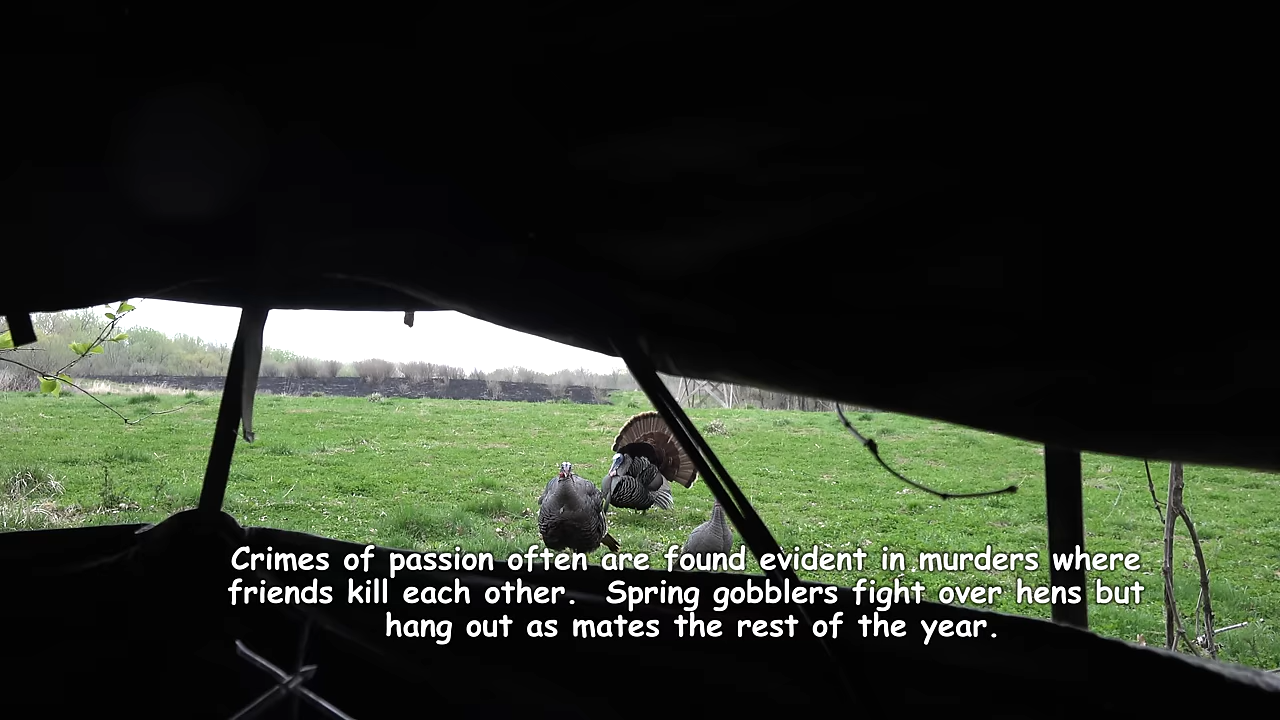 Crimes of passion often are found evident in murders where
friends kill each other.  Spring gobblers fight over hens but
hang out as mates the rest of the year.